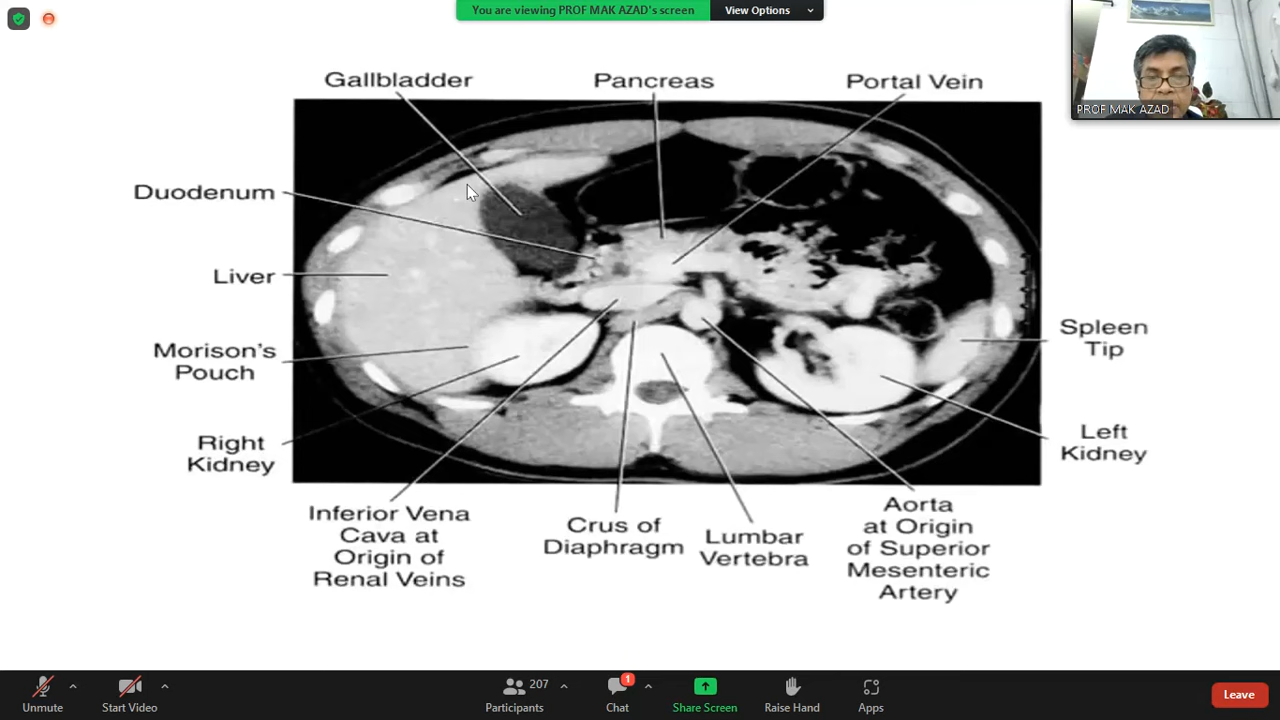 You are viewing PROF MAK AZAD's screen
View Options
PROF MAK AZAD
Gallbladder
Pancreas
Portal Vein
Duodenum
Liver
Morison's
Pouch
Right
Kidney
Spleen
Tip
Left
Kidney
Inferior Vena
Cava at
Origin of
Renal Veins
Crus of
Diaphragm
Lumbar
Vertebra
Aorta
at Origin
of Superior
Mesenteric
Artery
Unmute
Start Video
207
Participants
1
Chat
Share Screen
Raise Hand
Apps
Leave